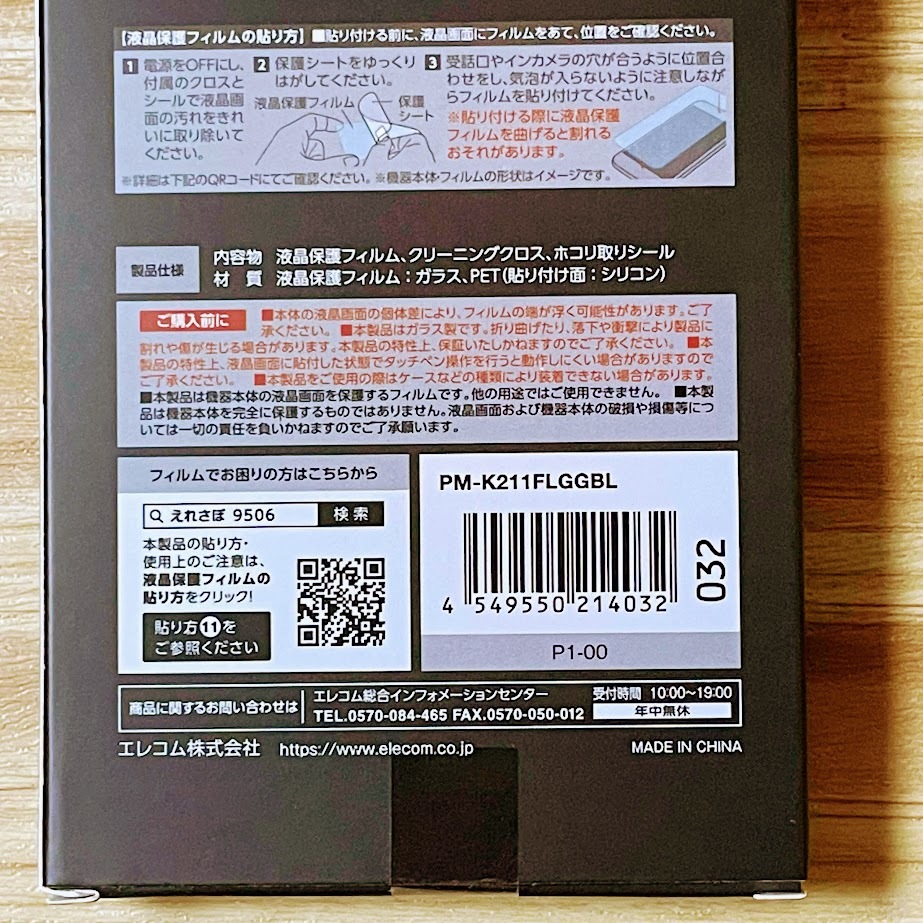 【液晶保護フィルムの貼り方】 ■貼り付ける前に、液晶画面にフィルムをあて、位置をご確認ください。
1 電源をOFFにし、
付属のクロスと
シールで液晶画
面の汚れをきれ
いに取り除いて
ください。
2 保護シートをゆっくり
はがしてください。
液晶保護フィルム
保護
シート
3 受話口やインカメラの穴が合うように位置合
わせをし、気泡が入らないように注意しなが
らフィルムを貼り付けてください。
※貼り付ける際に液晶保護
フィルムを曲げると割れる
おそれがあります。
※詳細は下記のQRコードにてご確認ください。※機器本体・フィルムの形状はイメージです。
製品仕様
内容物 液晶保護フィルム、クリーニングクロス、ホコリ取りシール
材 質 液晶保護フィルム：ガラス、PET（貼り付け面：シリコン）
ご購入前に ■本体の液晶画面の個体差により、フィルムの端が浮く可能性があります。ご了
承ください。 ■本製品はガラス製です。折り曲げたり、落下や衝撃により製品に
割れや傷が生じる場合があります。本製品の特性上、保証いたしかねますのでご了承ください。 ■本
製品の特性上、液晶画面に貼付した状態でタッチペン操作を行うと動作しにくい場合がありますので
ご了承ください。 ■本製品をご使用の際はケースなどの種類により装着できない場合があります。
■本製品は機器本体の液晶画面を保護するフィルムです。他の用途ではご使用できません。 ■本製
品は機器本体を完全に保護するものではありません。液晶画面および機器本体の破損や損傷等につ
いては一切の責任を負いかねますのでご了承願います。
フィルムでお困りの方はこちらから
えれさぽ 9506 検索
本製品の貼り方・
使用上のご注意は、
液晶保護フィルムの
貼り方をクリック!
貼り方⑪を
ご参照ください
PM-K211FLGGBL
4 549550 214032
032
P1-00
商品に関するお問い合わせは
エレコム総合インフォメーションセンター
TEL.0570-084-465 FAX.0570-050-012
受付時間 10:00〜19:00
年中無休
エレコム株式会社 https://www.elecom.co.jp
MADE IN CHINA